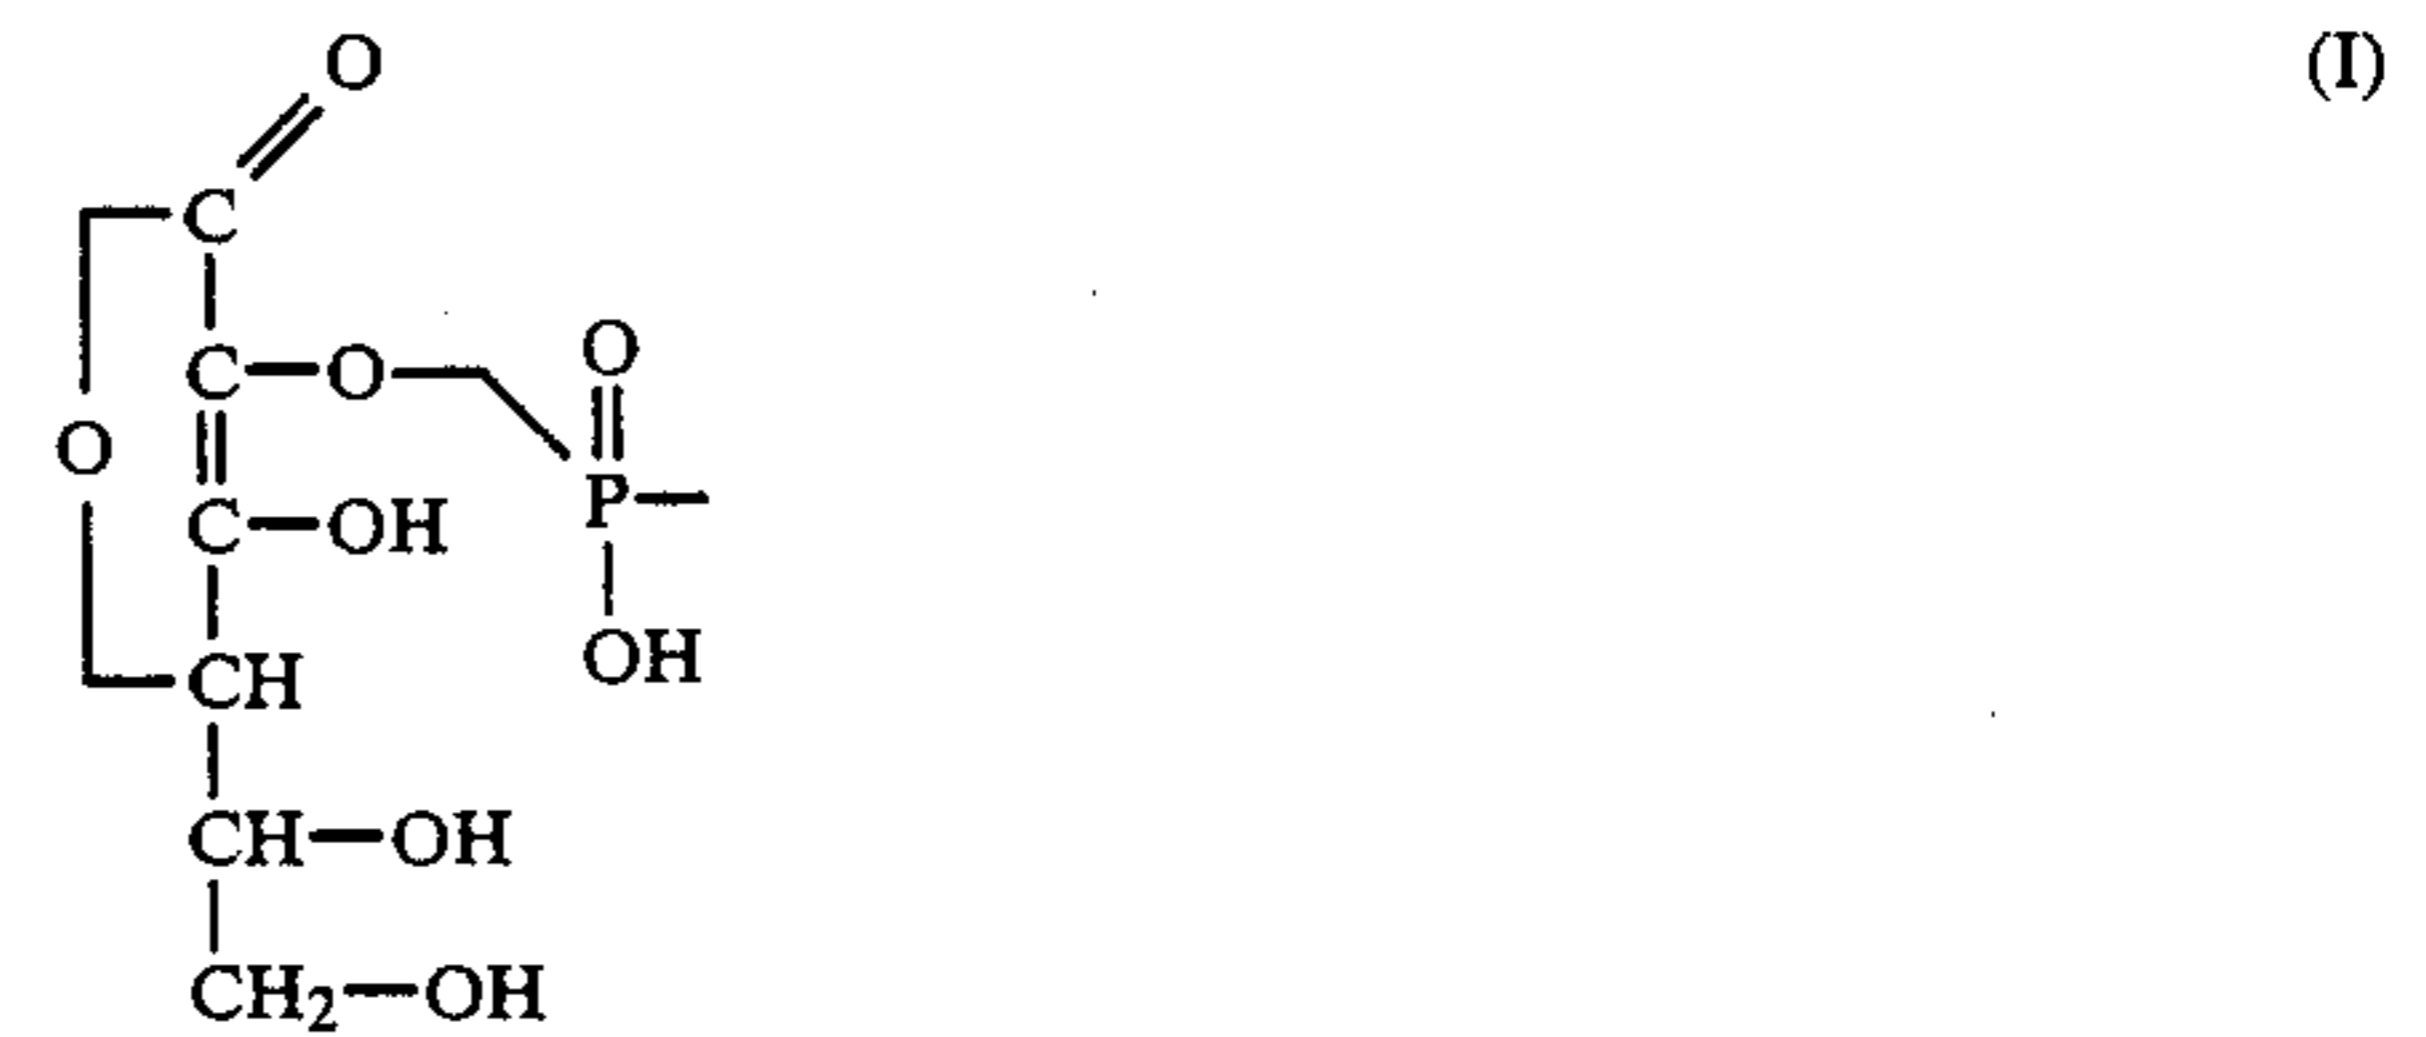 O (I)
C
C—O O
O P—
C—OH
CH OH
CH—OH
CH₂—OH